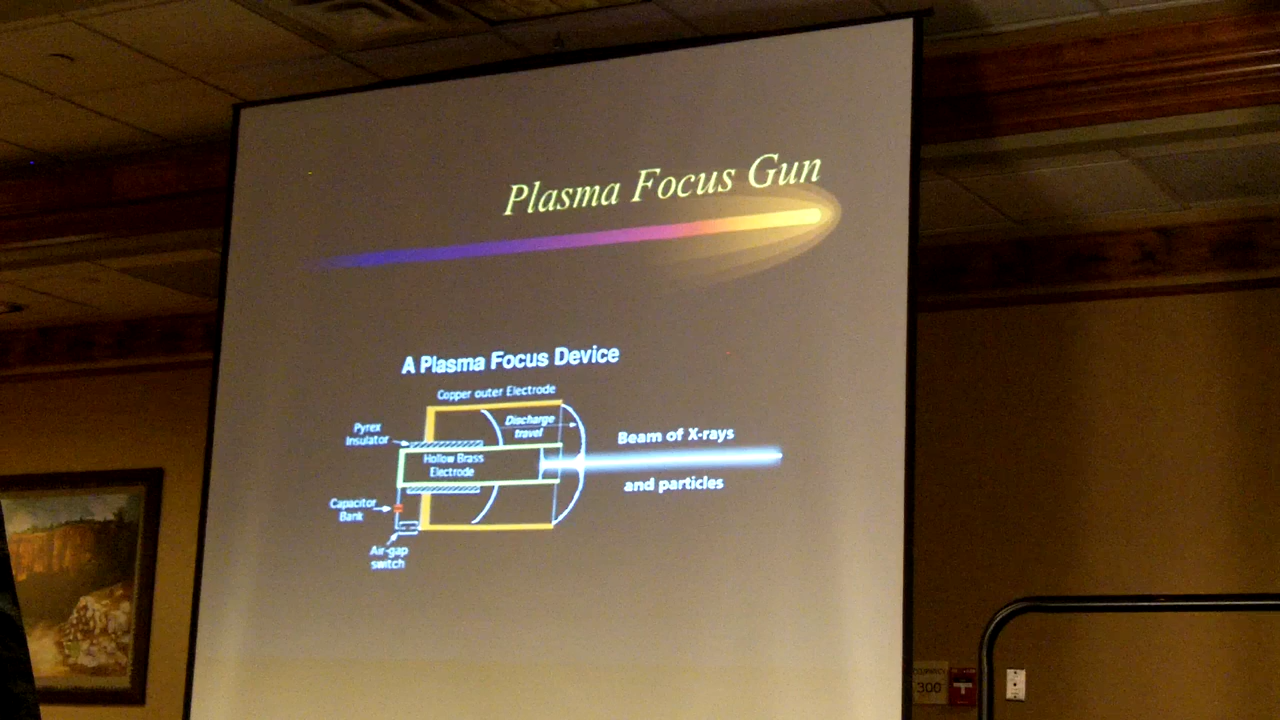 Plasma Focus Gun
A Plasma Focus Device
Copper outer Electrode
Pyrex
Insulator
Discharge
travel
Hollow Brass
Electrode
Beam of X-rays
and particles
Capacitor
Bank
Air-gap
switch
300